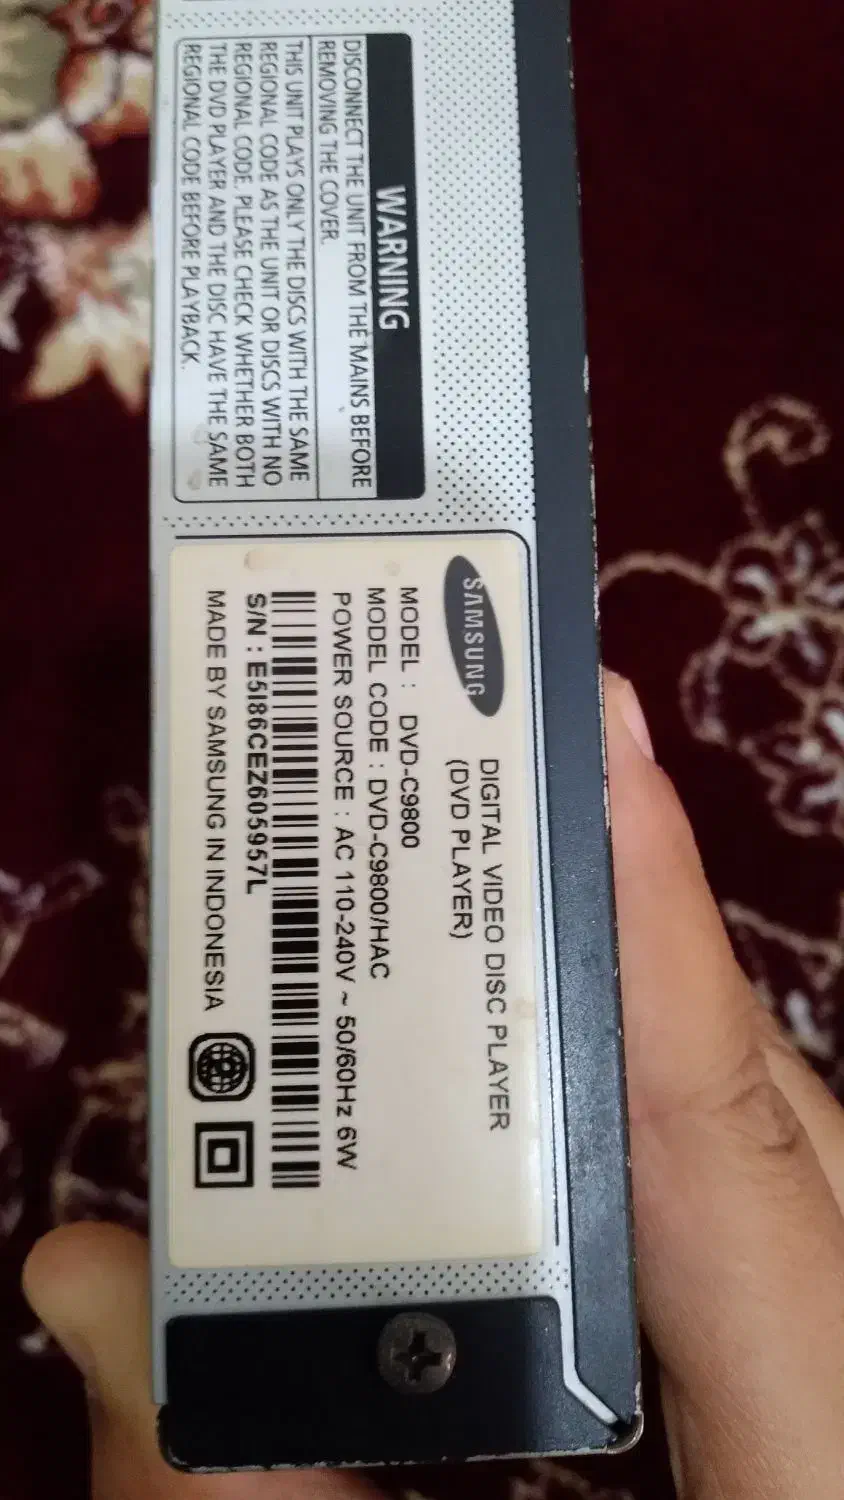 WARNING
DISCONNECT THE UNIT FROM THE MAINS BEFORE
REMOVING THE COVER.
THIS UNIT PLAYS ONLY THE DISCS WITH THE SAME
REGIONAL CODE AS THE UNIT OR DISCS WITH NO
REGIONAL CODE. PLEASE CHECK WHETHER BOTH
THE DVD PLAYER AND THE DISC HAVE THE SAME
REGIONAL CODE BEFORE PLAYBACK.
SAMSUNG
DIGITAL VIDEO DISC PLAYER
(DVD PLAYER)
MODEL : DVD-C9800
MODEL CODE : DVD-C9800/HAC
POWER SOURCE : AC 110-240V ~ 50/60Hz 6W
S/N : E5I86CEZ605957L
MADE BY SAMSUNG IN INDONESIA